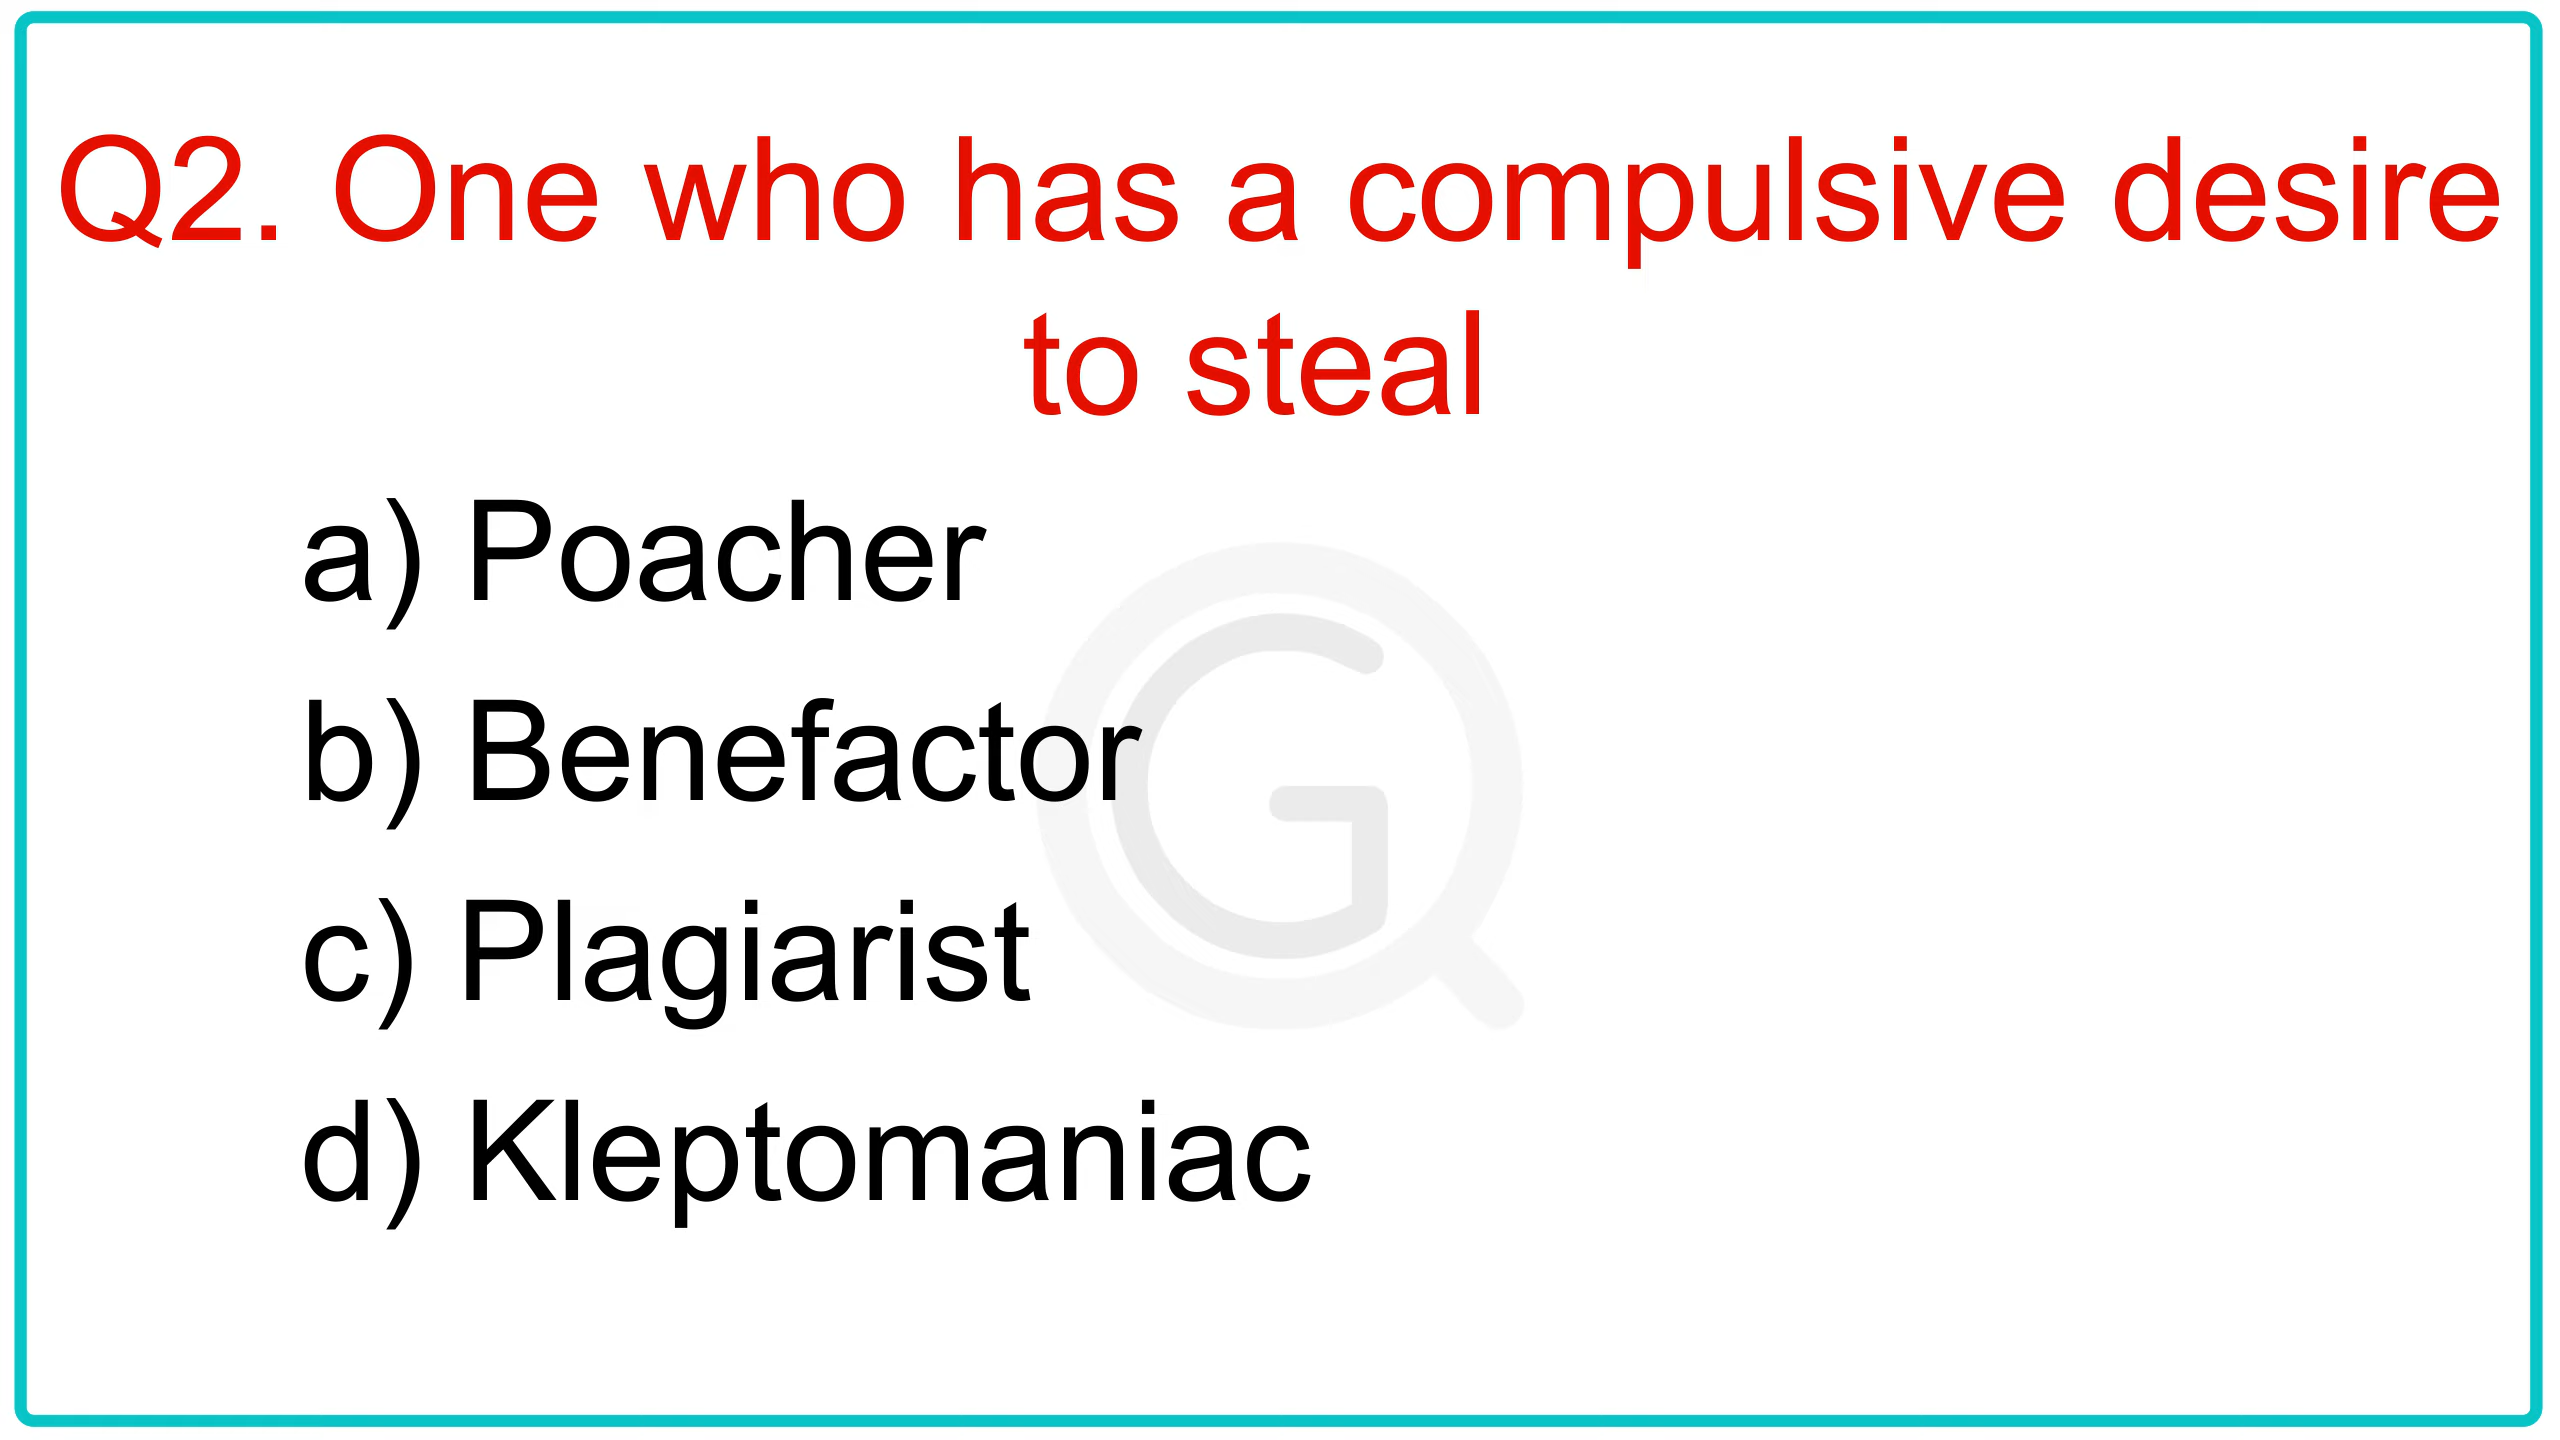 Q2. One who has a compulsive desire
to steal
a) Poacher
b) Benefactor
c) Plagiarist
d) Kleptomaniac
G